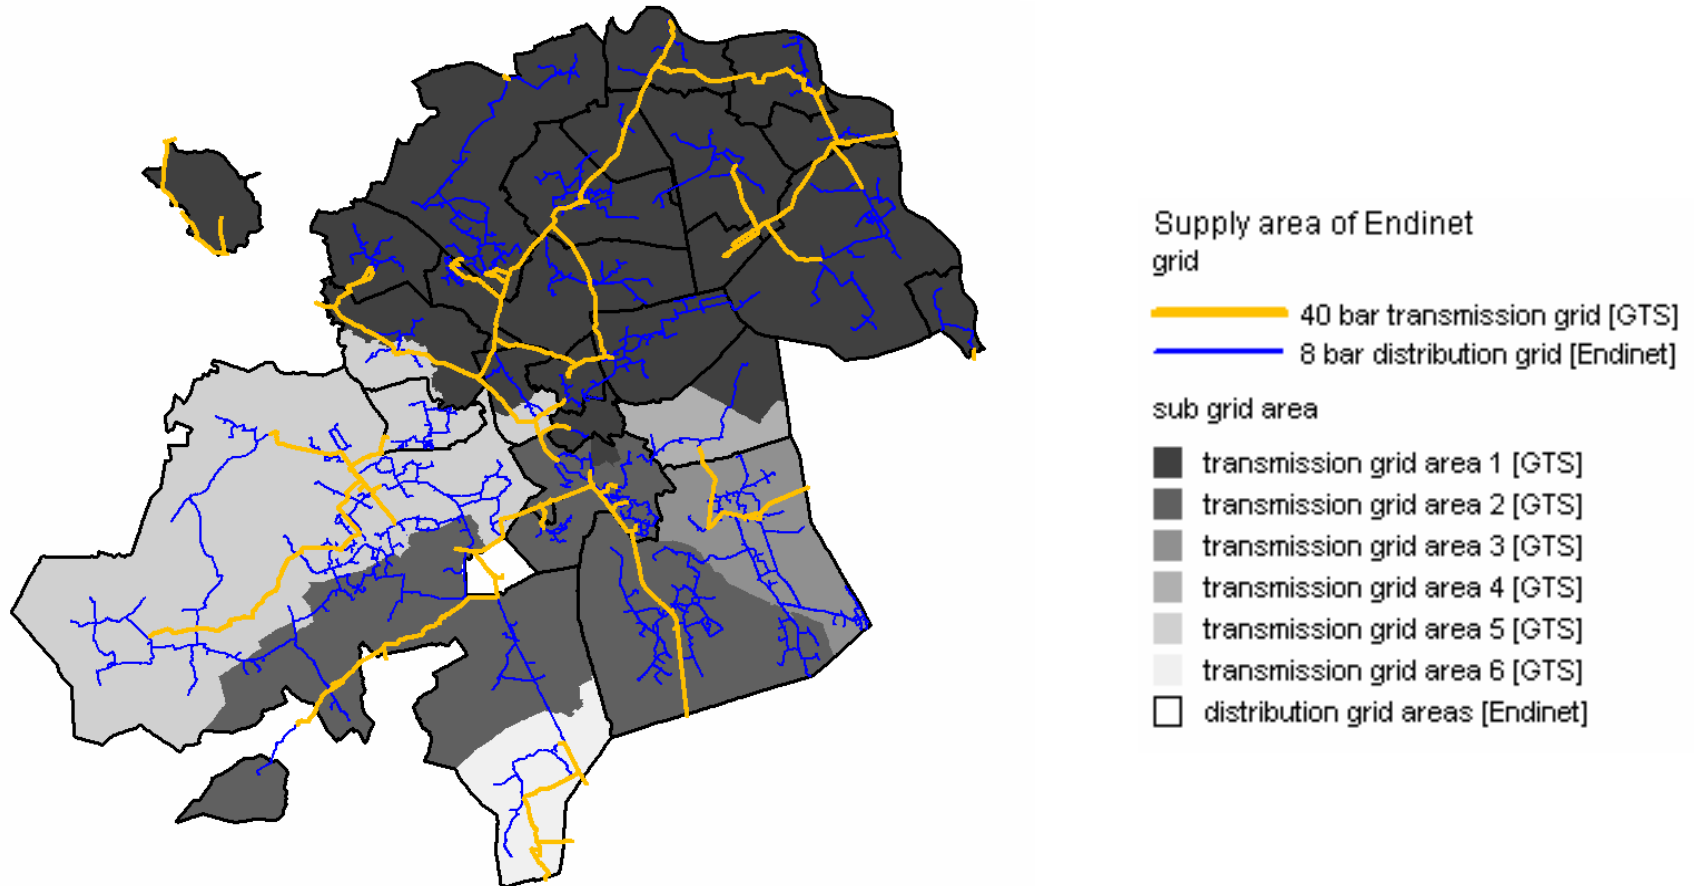 Supply area of Endinet
grid
40 bar transmission grid [GTS]
8 bar distribution grid [Endinet]
sub grid area
transmission grid area 1 [GTS]
transmission grid area 2 [GTS]
transmission grid area 3 [GTS]
transmission grid area 4 [GTS]
transmission grid area 5 [GTS]
transmission grid area 6 [GTS]
distribution grid areas [Endinet]